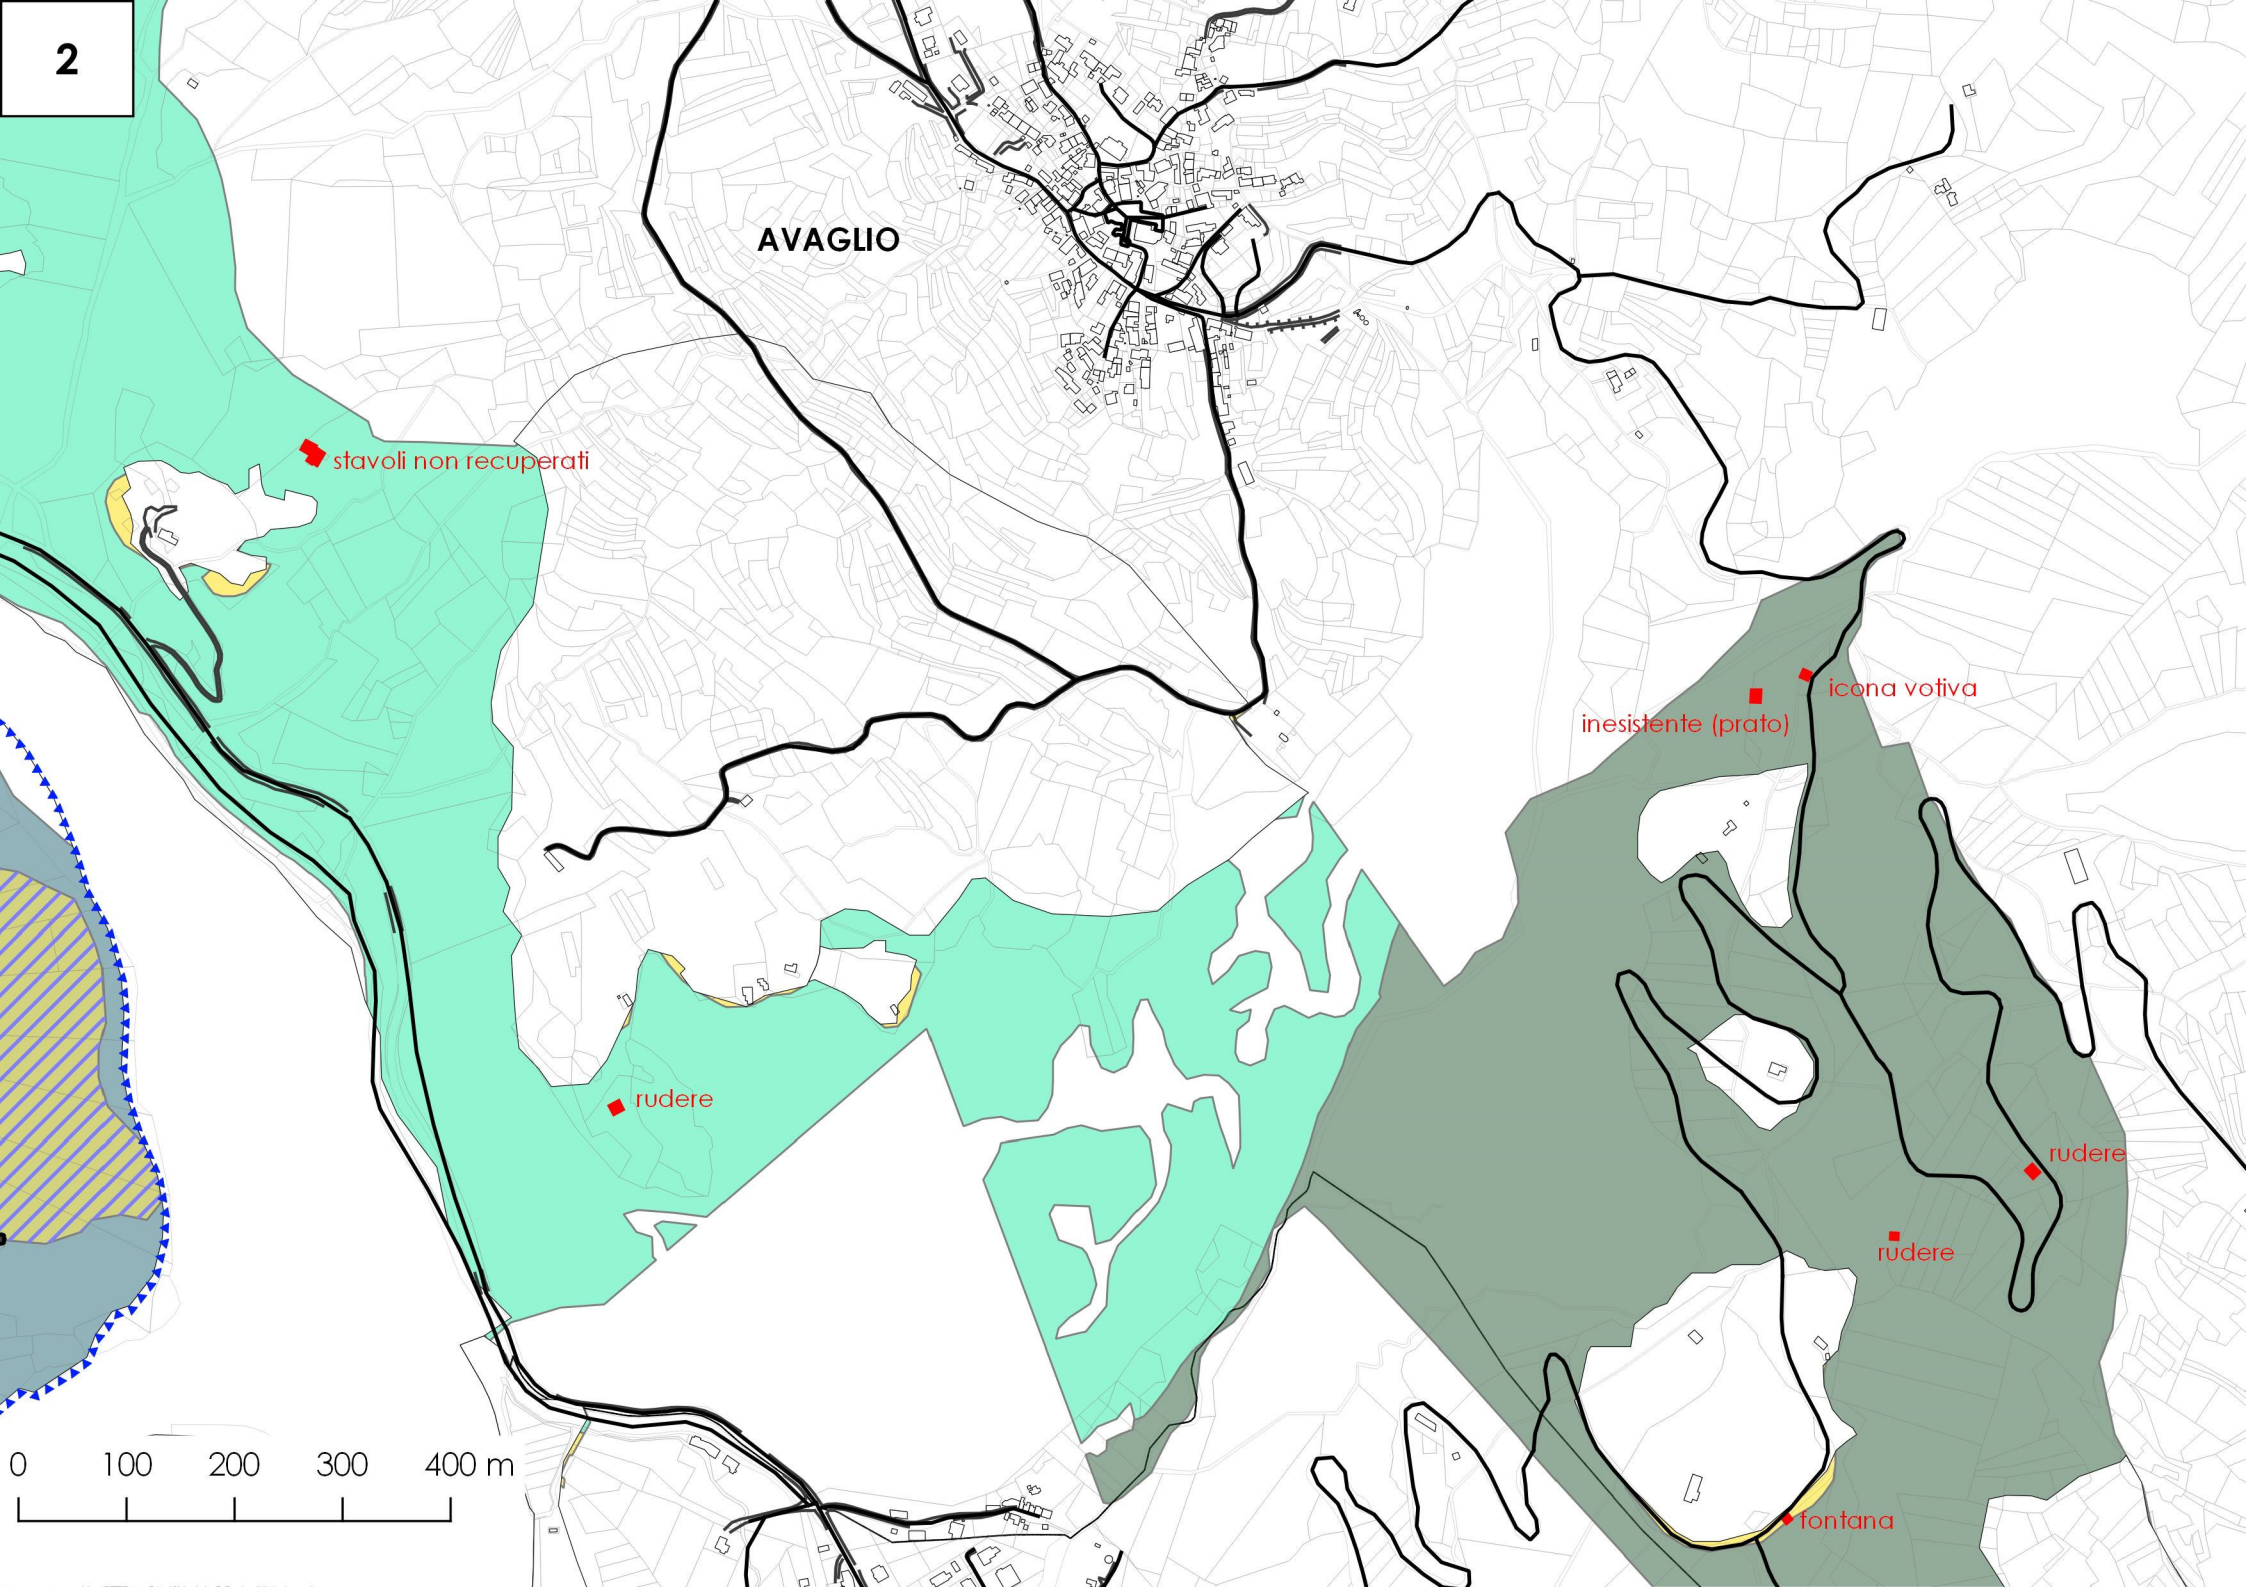 2
AVAGLIO
stavoli non recuperati
icona votiva
inesistente (prato)
rudere
rudere
rudere
fontana
0 100 200 300 400 m